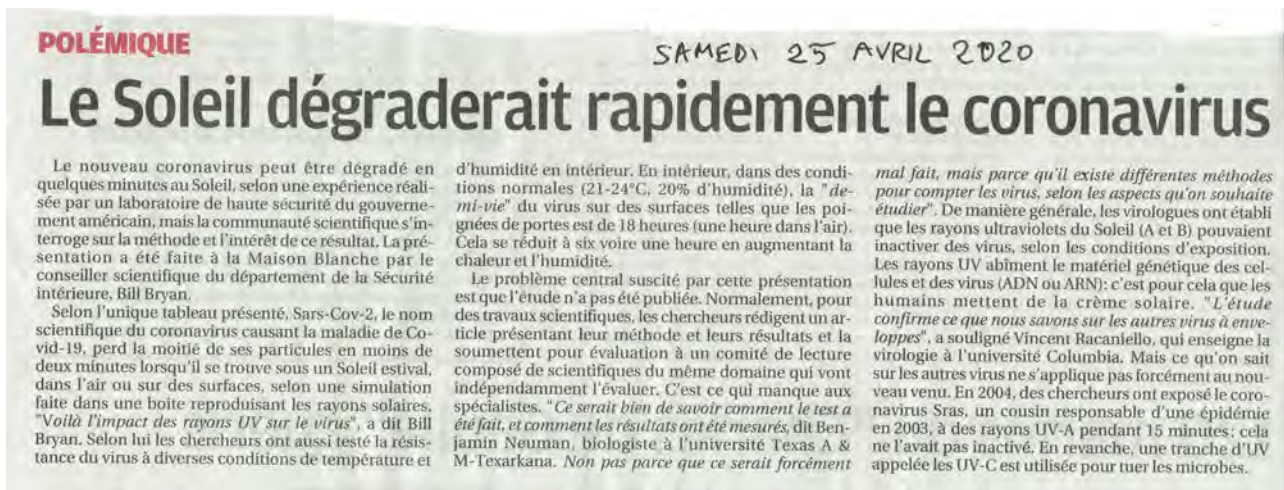 POLÉMIQUE
SAMEDI 25 AVRIL 2020
Le Soleil dégraderait rapidement le coronavirus
Le nouveau coronavirus peut être dégradé en
quelques minutes au Soleil, selon une expérience réali-
sée par un laboratoire de haute sécurité du gouverne-
ment américain, mais la communauté scientifique s'in-
terroge sur la méthode et l'intérêt de ce résultat. La pré-
sentation a été faite à la Maison Blanche par le
conseiller scientifique du département de la Sécurité
intérieure, Bill Bryan.
Selon l'unique tableau présenté, Sars-Cov-2, le nom
scientifique du coronavirus causant la maladie de Co-
vid-19, perd la moitié de ses particules en moins de
deux minutes lorsqu'il se trouve sous un Soleil estival,
dans l'air ou sur des surfaces, selon une simulation
faite dans une boite reproduisant les rayons solaires.
"Voilà l'impact des rayons UV sur le virus", a dit Bill
Bryan. Selon lui les chercheurs ont aussi testé la résis-
tance du virus à diverses conditions de température et
d'humidité en intérieur. En intérieur, dans des condi-
tions normales (21-24°C, 20% d'humidité), la "de-
mi-vie" du virus sur des surfaces telles que les poi-
gnées de portes est de 18 heures (une heure dans l'air).
Cela se réduit à six voire une heure en augmentant la
chaleur et l'humidité.
Le problème central suscité par cette présentation
est que l'étude n'a pas été publiée. Normalement, pour
des travaux scientifiques, les chercheurs rédigent un ar-
ticle présentant leur méthode et leurs résultats et la
soumettent pour évaluation à un comité de lecture
composé de scientifiques du même domaine qui vont
indépendamment l'évaluer. C'est ce qui manque aux
spécialistes. "Ce serait bien de savoir comment le test a
été fait, et comment les résultats ont été mesurés, dit Ben-
jamin Neuman, biologiste à l'université Texas A &
M-Texarkana. Non pas parce que ce serait forcément
mal fait, mais parce qu'il existe différentes méthodes
pour compter les virus, selon les aspects qu'on souhaite
étudier". De manière générale, les virologues ont établi
que les rayons ultraviolets du Soleil (A et B) pouvaient
inactiver des virus, selon les conditions d'exposition.
Les rayons UV abîment le matériel génétique des cel-
lules et des virus (ADN ou ARN): c'est pour cela que les
humains mettent de la crème solaire. "L'étude
confirme ce que nous savons sur les autres virus à enve-
loppes", a souligné Vincent Racaniello, qui enseigne la
virologie à l'université Columbia. Mais ce qu'on sait
sur les autres virus ne s'applique pas forcément au nou-
veau venu. En 2004, des chercheurs ont exposé le coro-
navirus Sras, un cousin responsable d'une épidémie
en 2003, à des rayons UV-A pendant 15 minutes; cela
ne l'avait pas inactivé. En revanche, une tranche d'UV
appelée les UV-C est utilisée pour tuer les microbes.